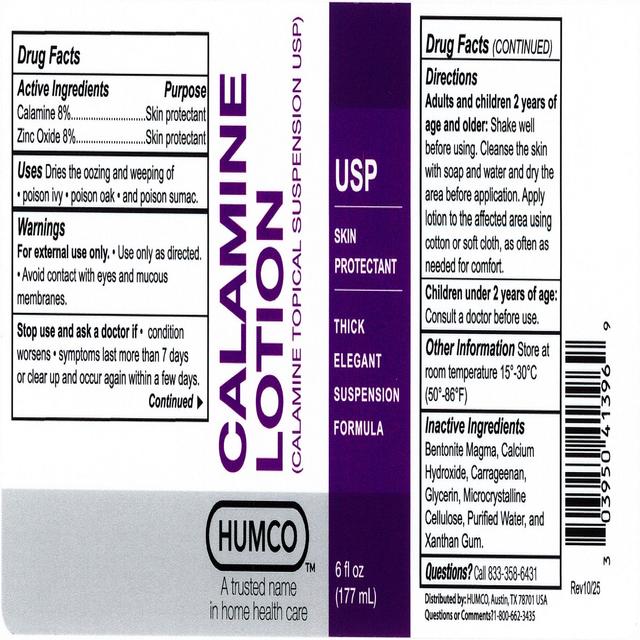 Drug Facts
Active Ingredients Purpose
Calamine 8%..........................Skin protectant
Zinc Oxide 8%........................Skin protectant
Uses Dries the oozing and weeping of
• poison ivy • poison oak • and poison sumac.
Warnings
For external use only. • Use only as directed.
• Avoid contact with eyes and mucous
membranes.
Stop use and ask a doctor if • condition
worsens • symptoms last more than 7 days
or clear up and occur again within a few days.
Continued ▶
CALAMINE
LOTION
(CALAMINE TOPICAL SUSPENSION USP)
HUMCO™
A trusted name
in home health care
USP
SKIN
PROTECTANT
THICK
ELEGANT
SUSPENSION
FORMULA
6 fl oz
(177 mL)
Drug Facts (CONTINUED)
Directions
Adults and children 2 years of
age and older: Shake well
before using. Cleanse the skin
with soap and water and dry the
area before application. Apply
lotion to the affected area using
cotton or soft cloth, as often as
needed for comfort.
Children under 2 years of age:
Consult a doctor before use.
Other Information Store at
room temperature 15°-30°C
(50°-86°F)
Inactive Ingredients
Bentonite Magma, Calcium
Hydroxide, Carrageenan,
Glycerin, Microcrystalline
Cellulose, Purified Water, and
Xanthan Gum.
Questions? Call 833-358-6431
Distributed by: HUMCO, Austin, TX 78701 USA
Questions or Comments?1-800-662-3435
3 03950 41396 9
Rev10/25